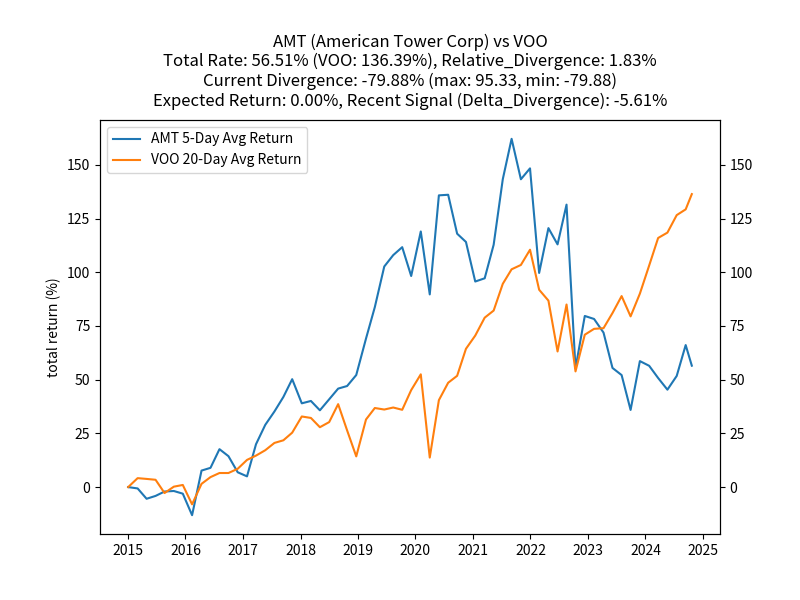 AMT (American Tower Corp) vs VOO
Total Rate: 56.51% (VOO: 136.39%), Relative_Divergence: 1.83%
Current Divergence: -79.88% (max: 95.33, min: -79.88)
Expected Return: 0.00%, Recent Signal (Delta_Divergence): -5.61%
AMT 5-Day Avg Return
VOO 20-Day Avg Return
total return (%)
150
125
100
75
50
25
0
150
125
100
75
50
25
0
2015 2016 2017 2018 2019 2020 2021 2022 2023 2024 2025